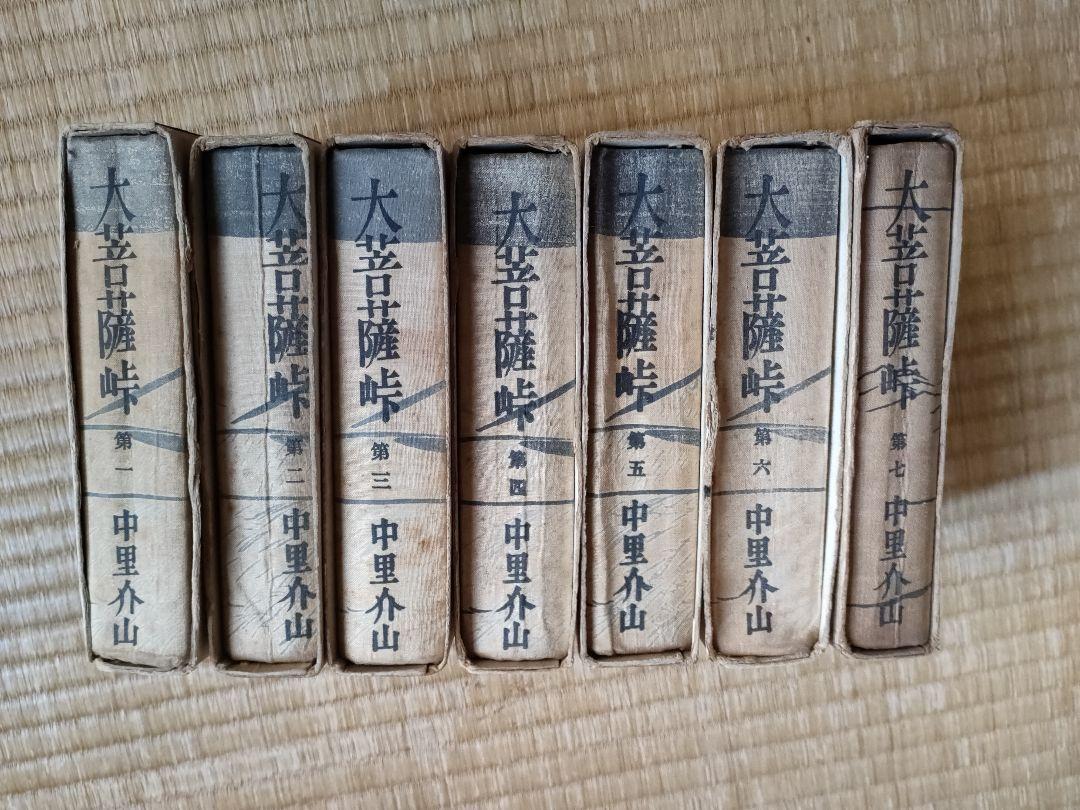 大菩薩峠 第一 中里介山
大菩薩峠 第二 中里介山
大菩薩峠 第三 中里介山
大菩薩峠 第四 中里介山
大菩薩峠 第五 中里介山
大菩薩峠 第六 中里介山
大菩薩峠 第七 中里介山